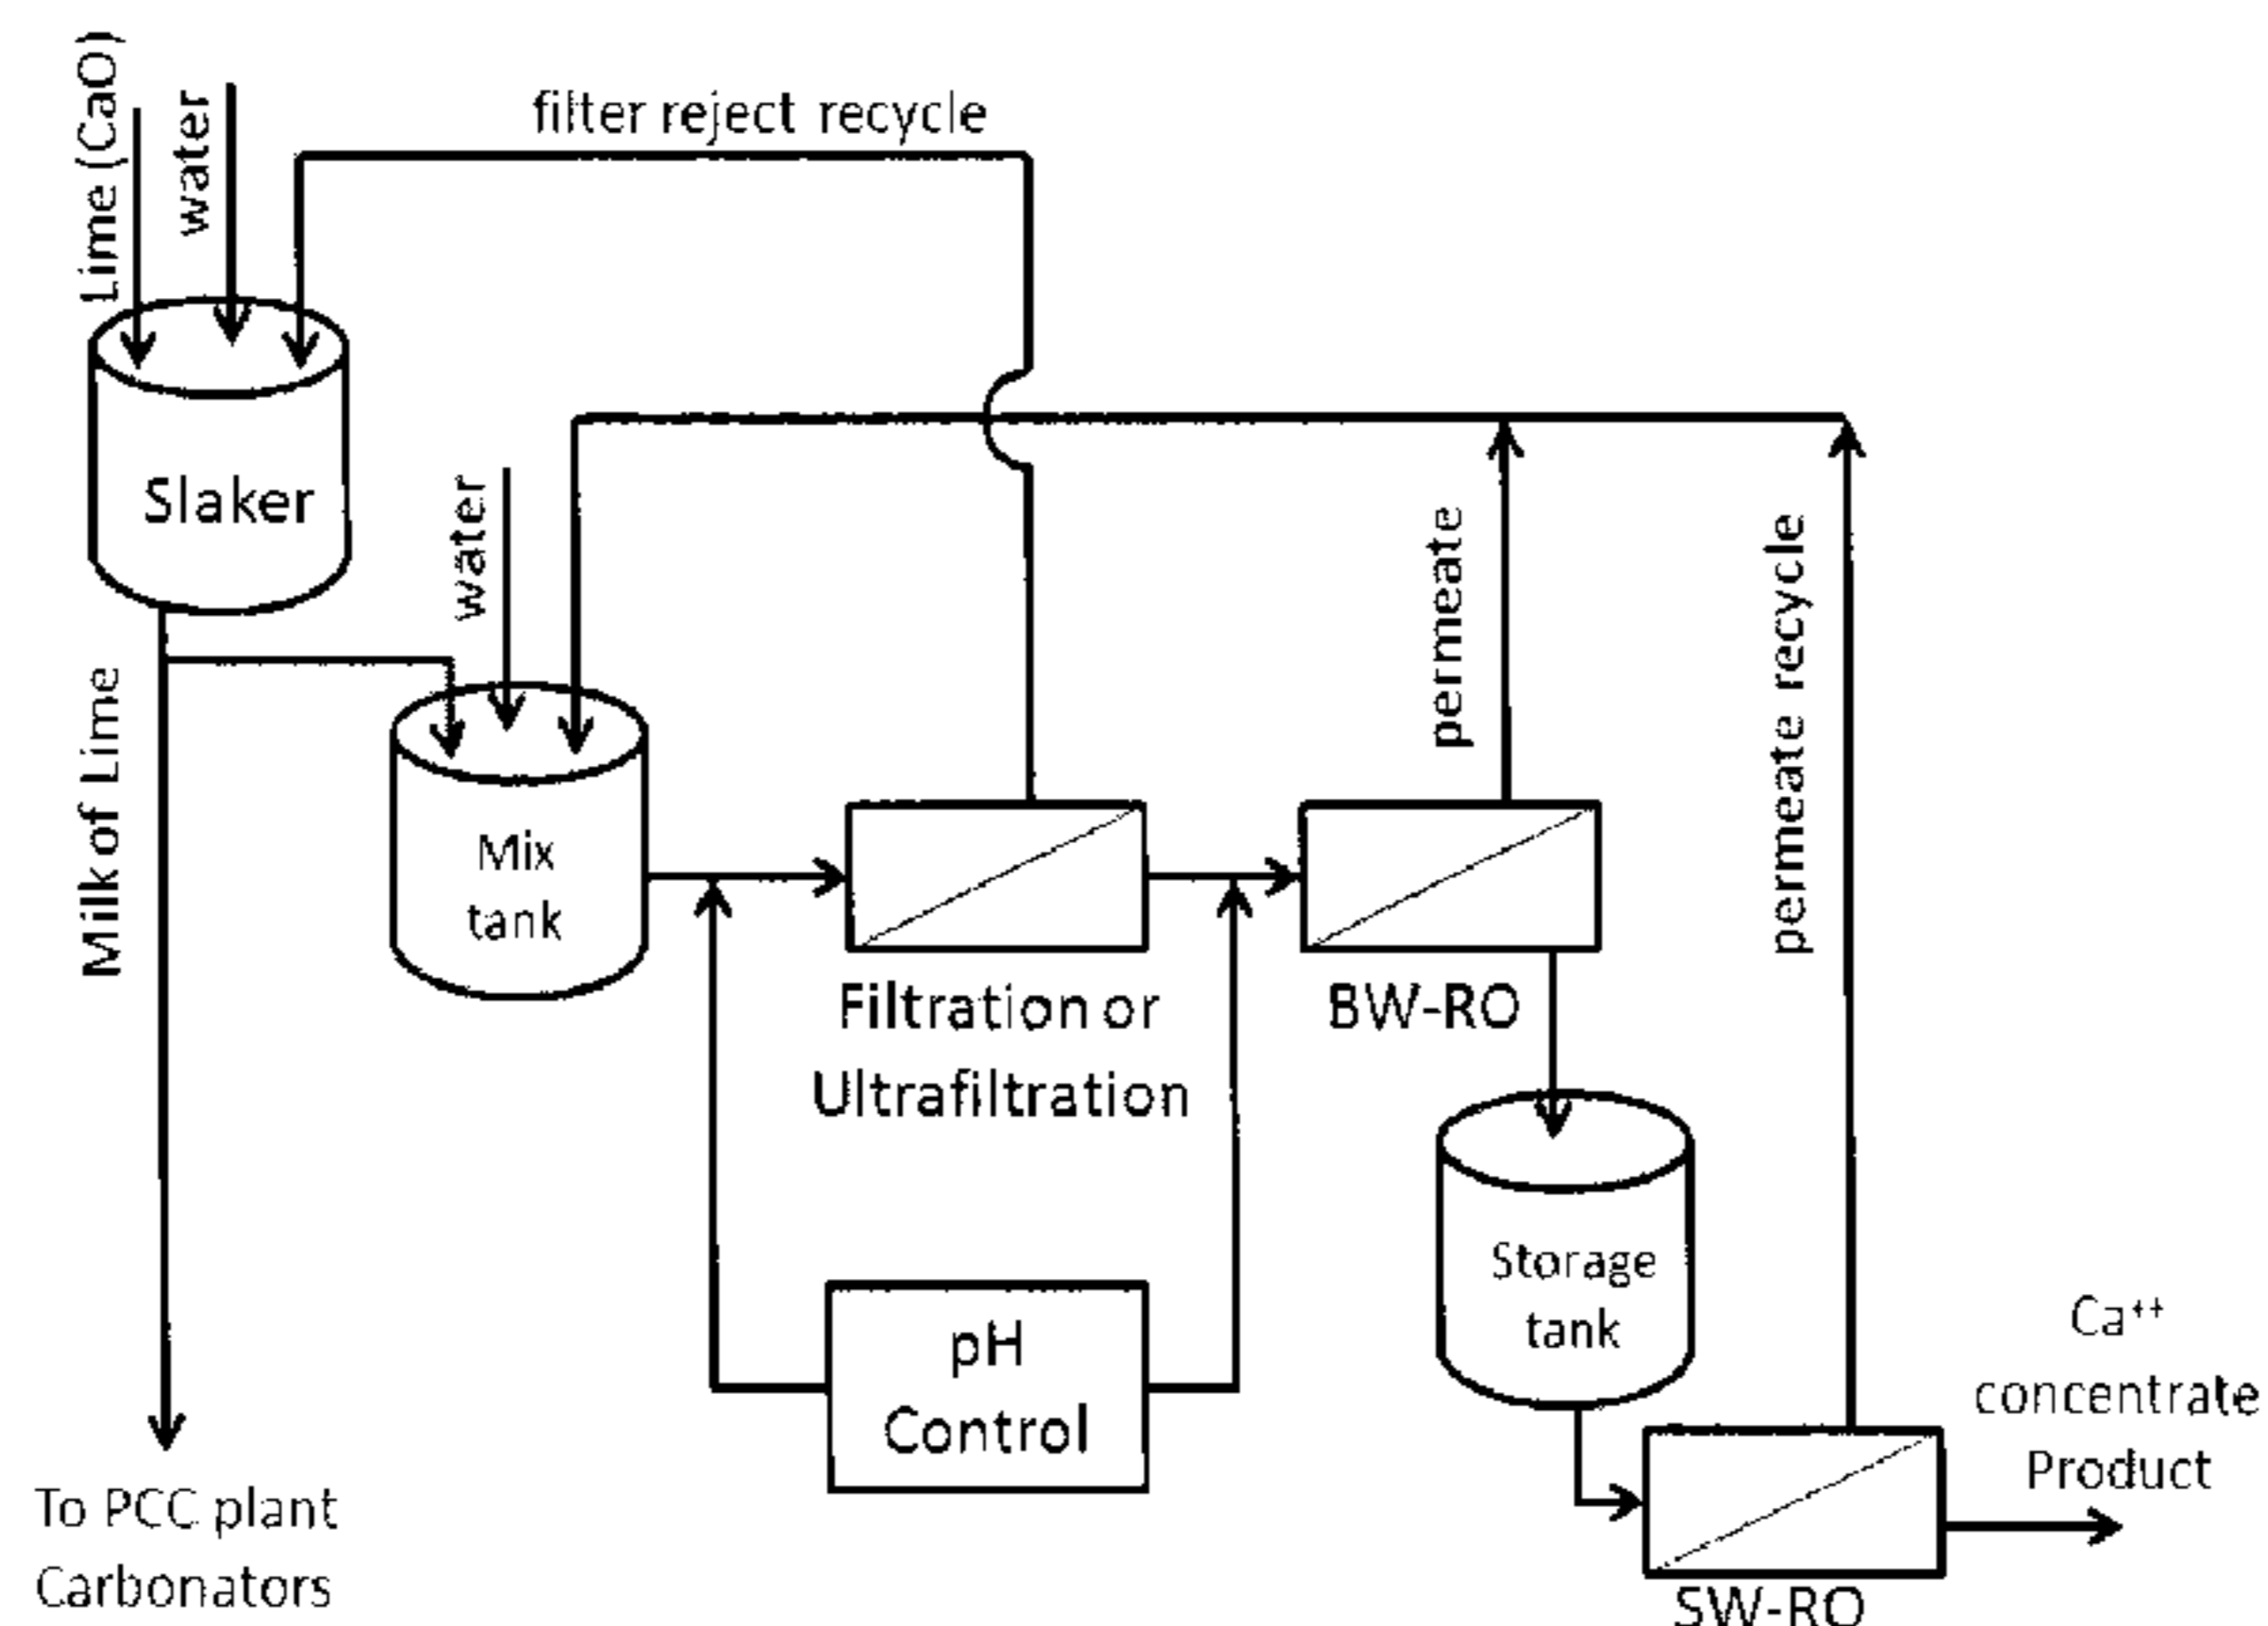 Lime (CaO)
water
filter reject recycle
Slaker
water
permeate
permeate recycle
Milk of Lime
Mix
tank
Filtration or
Ultrafiltration
BW-RO
Storage
tank
pH
Control
Ca⁺⁺
concentrate
Product
To PCC plant
Carbonators
SW-RO